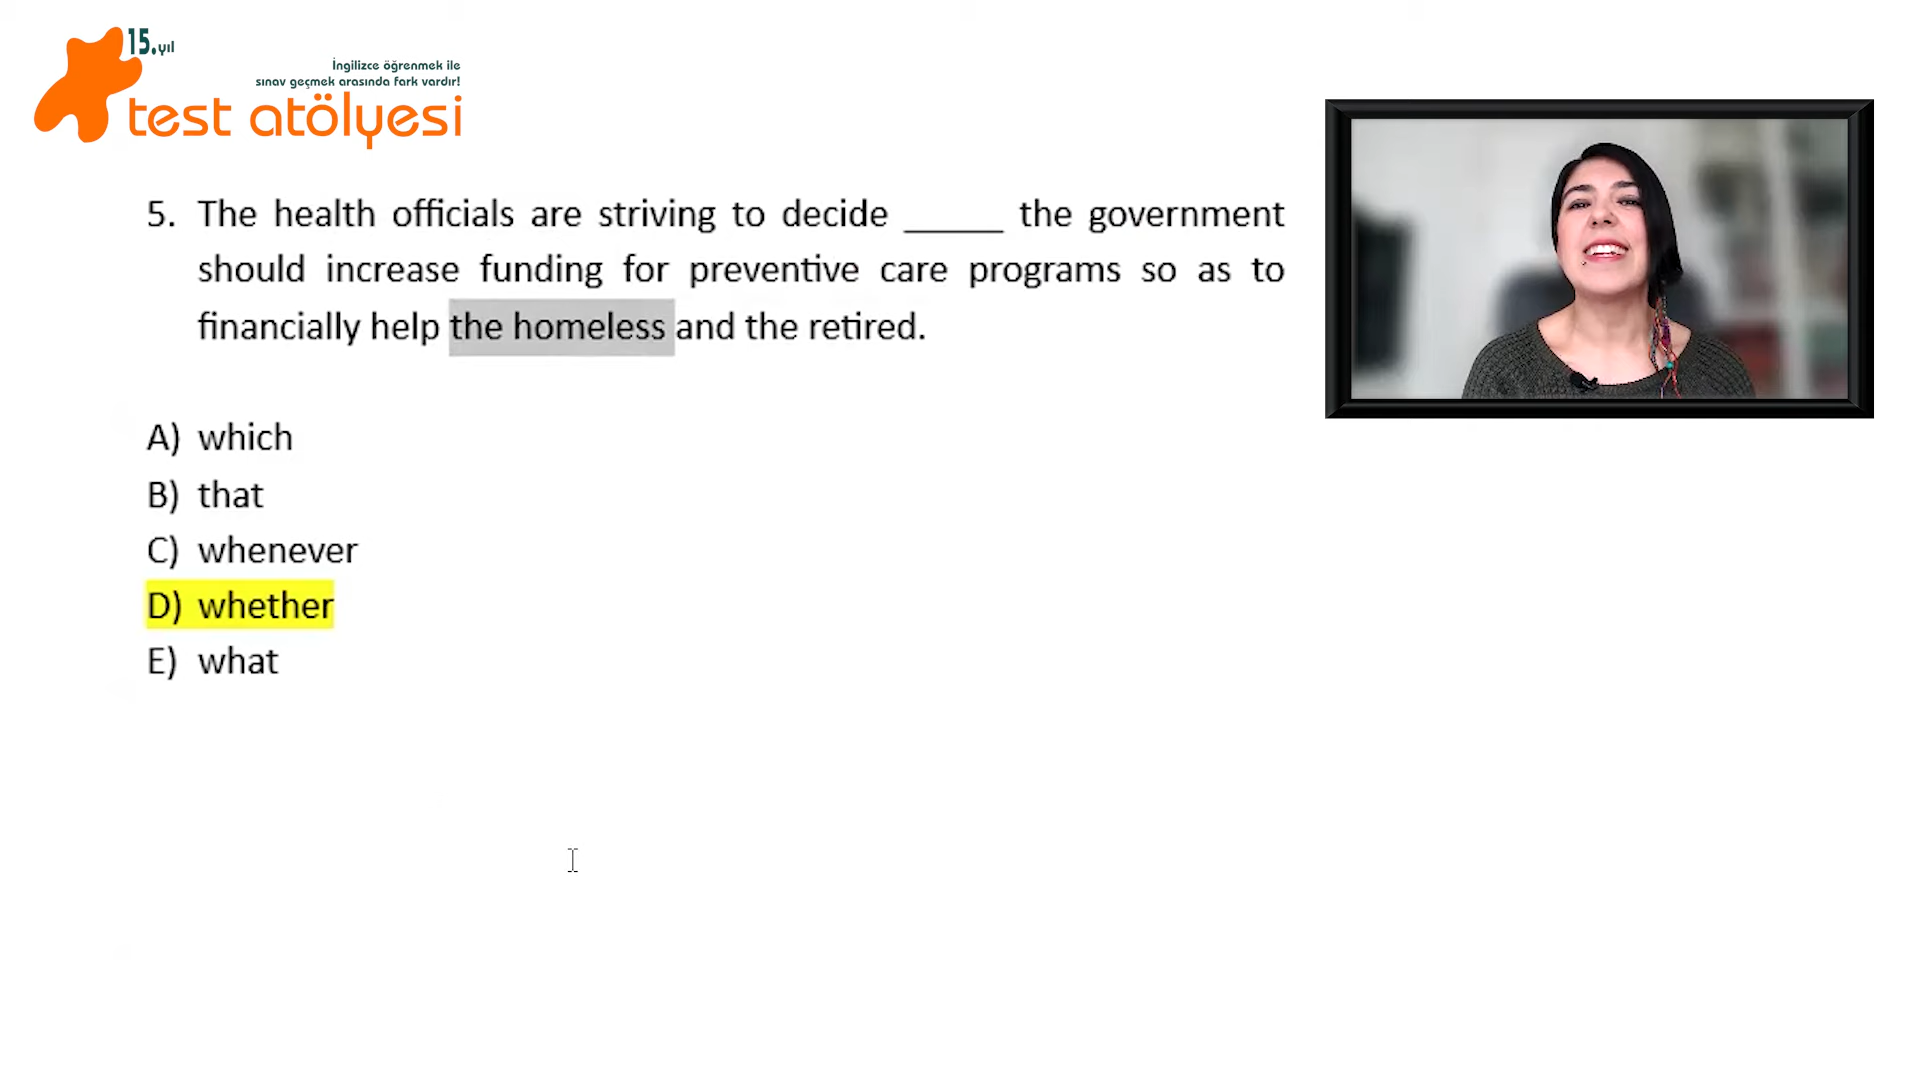 15.yıl
İngilizce öğrenmek ile
sınav geçmek arasında fark vardır!
test atölyesi
5. The health officials are striving to decide _____ the government
should increase funding for preventive care programs so as to
financially help the homeless and the retired.
A) which
B) that
C) whenever
D) whether
E) what